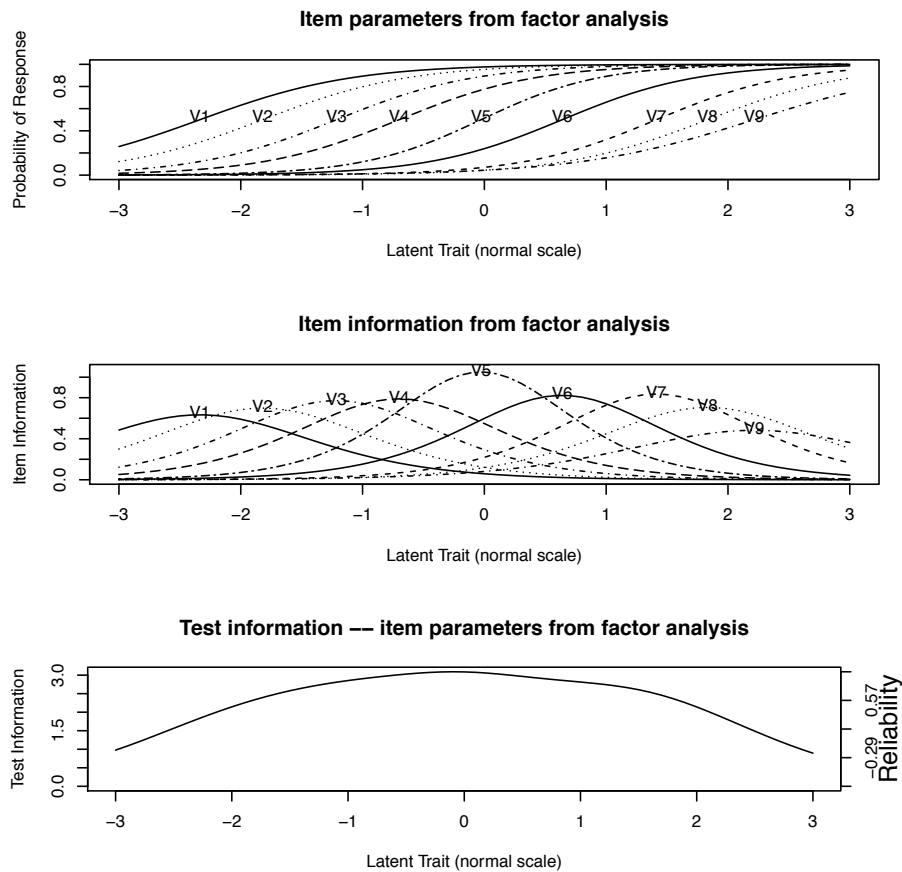 Item parameters from factor analysis
Probability of Response
0.0 0.4 0.8
V1 V2 V3 V4 V5 V6 V7 V8 V9
−3 −2 −1 0 1 2 3
Latent Trait (normal scale)
Item information from factor analysis
Item Information
0.0 0.4 0.8
V1 V2 V3 V4 V5 V6 V7 V8 V9
−3 −2 −1 0 1 2 3
Latent Trait (normal scale)
Test information −− item parameters from factor analysis
Test Information
0.0 1.5 3.0
−0.29 0.57
Reliability
−3 −2 −1 0 1 2 3
Latent Trait (normal scale)